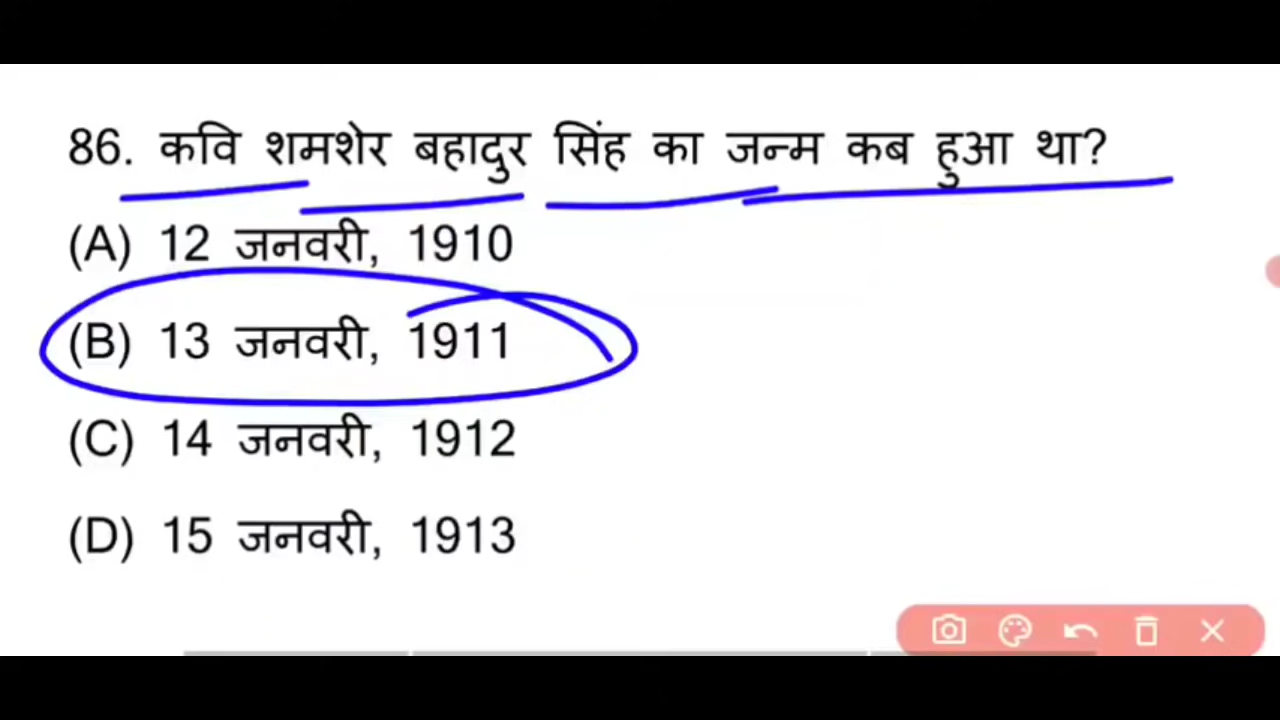 86. कवि शमशेर बहादुर सिंह का जन्म कब हुआ था?
(A) 12 जनवरी, 1910
(B) 13 जनवरी, 1911
(C) 14 जनवरी, 1912
(D) 15 जनवरी, 1913